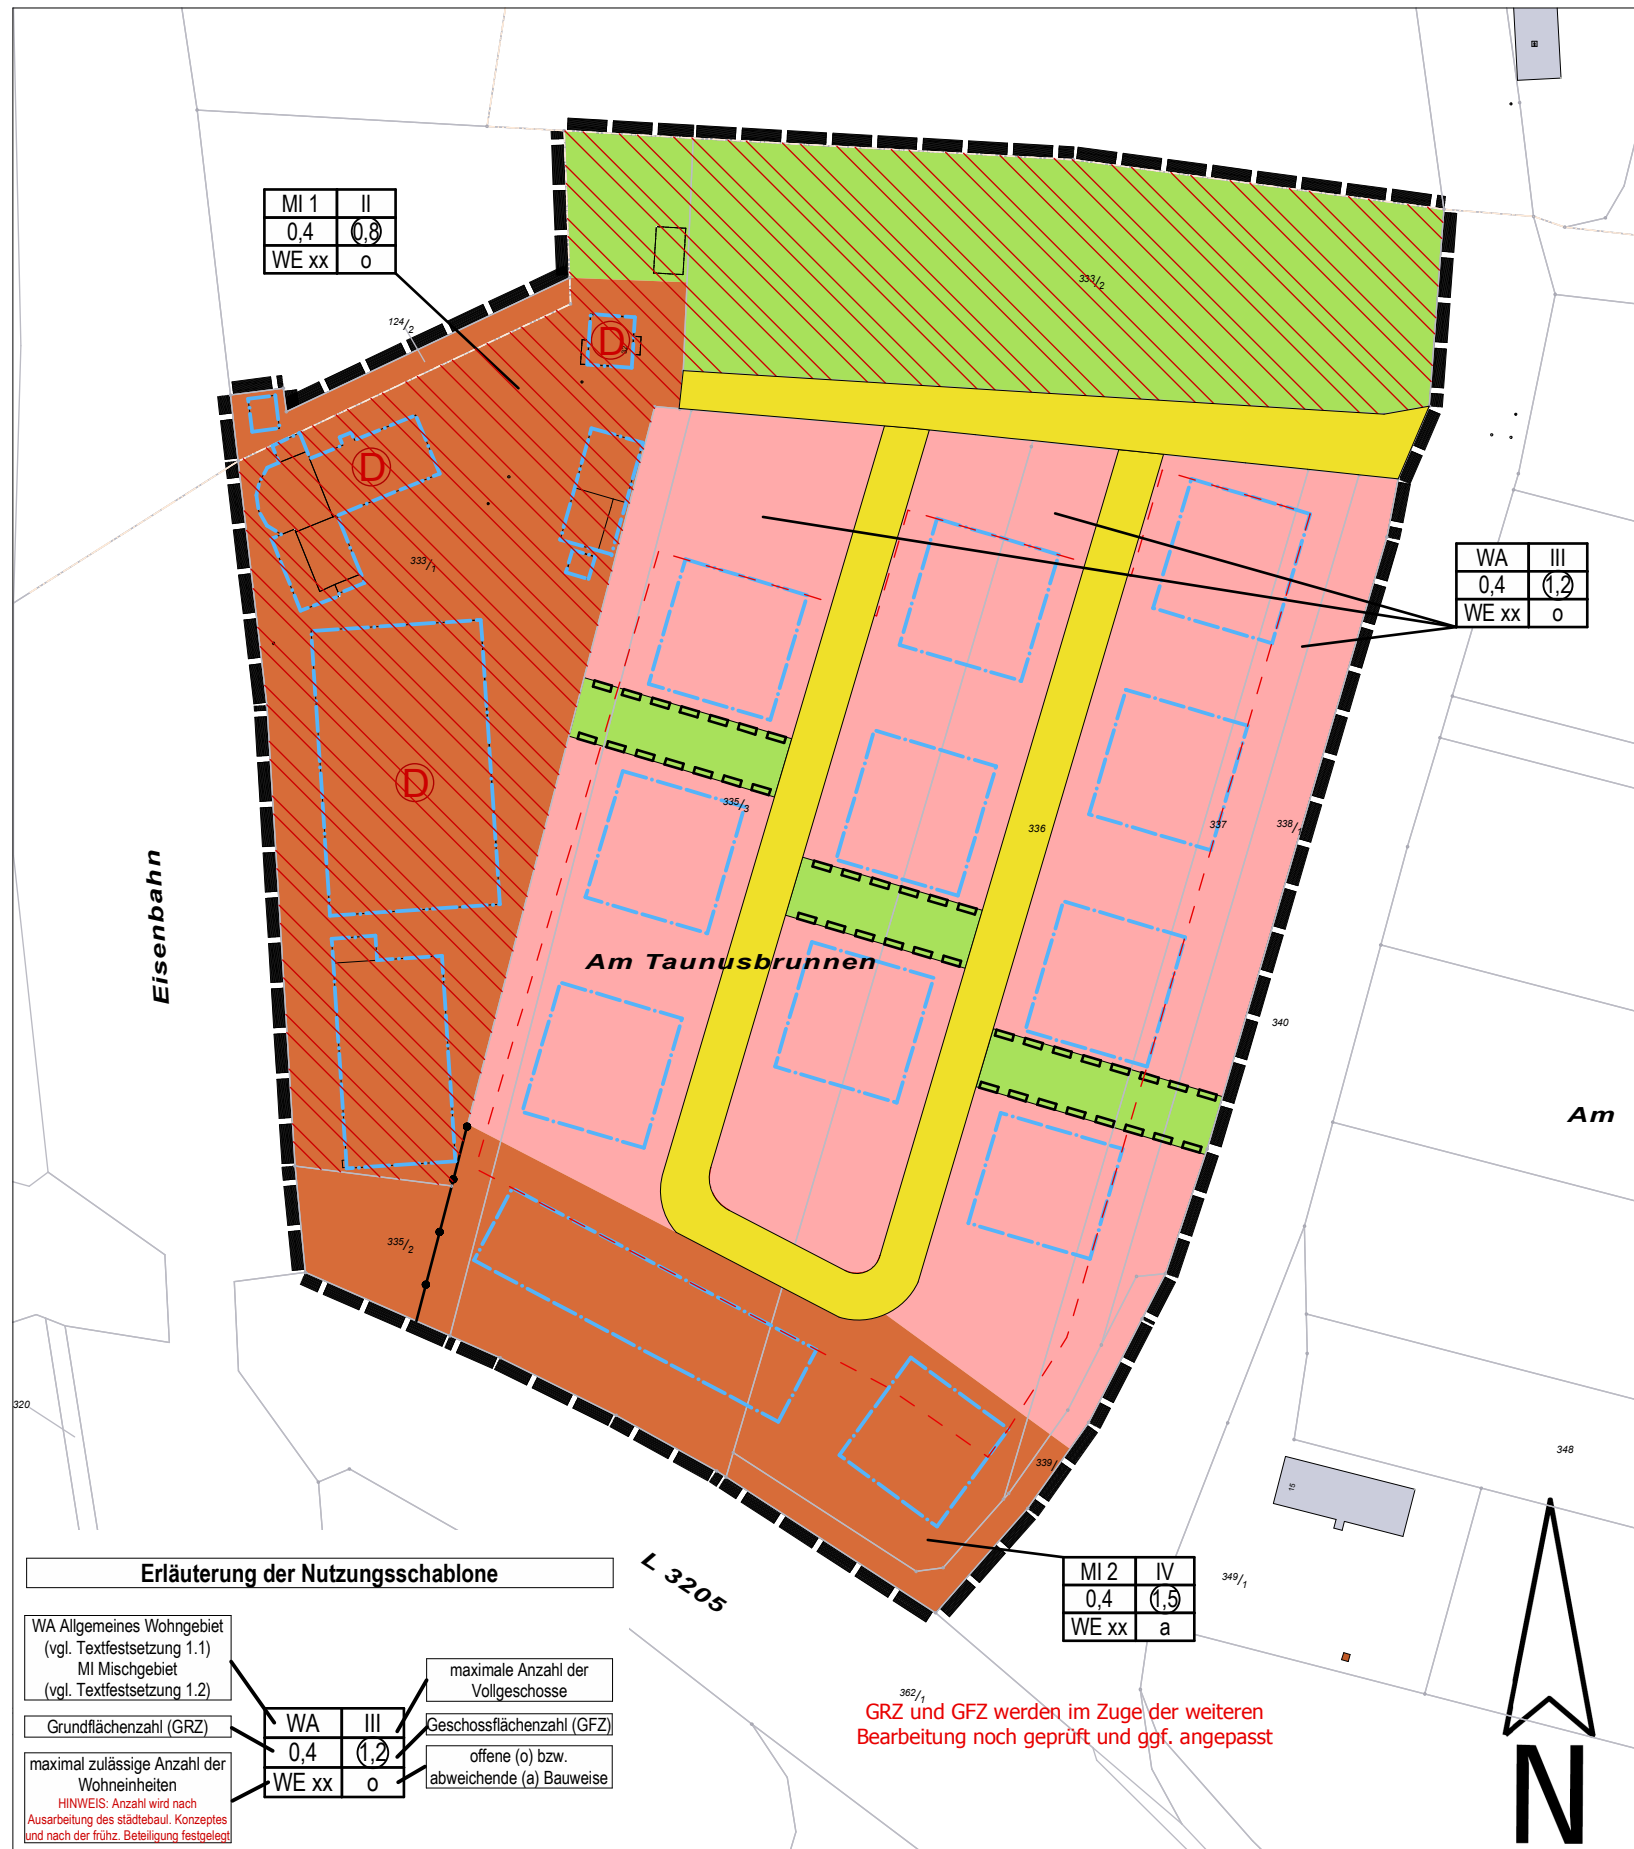 MI 1 II
0,4 0,8
WE xx o
124/2
333/2
D
D
333/1
D
WA III
0,4 1,2
WE xx o
335/3
336
337
338/1
Eisenbahn
Am Taunusbrunnen
340
Am
335/2
320
339/
348
15
L 3205
MI 2 IV
0,4 1,5
WE xx a
349/1
362/1
GRZ und GFZ werden im Zuge der weiteren
Bearbeitung noch geprüft und ggf. angepasst
N
Erläuterung der Nutzungsschablone
WA Allgemeines Wohngebiet
(vgl. Textfestsetzung 1.1)
MI Mischgebiet
(vgl. Textfestsetzung 1.2)
Grundflächenzahl (GRZ)
maximal zulässige Anzahl der
Wohneinheiten
HINWEIS: Anzahl wird nach
Ausarbeitung des städtebaul. Konzeptes
und nach der frühz. Beteiligung festgelegt
WA III
0,4 1,2
WE xx o
maximale Anzahl der
Vollgeschosse
Geschossflächenzahl (GFZ)
offene (o) bzw.
abweichende (a) Bauweise